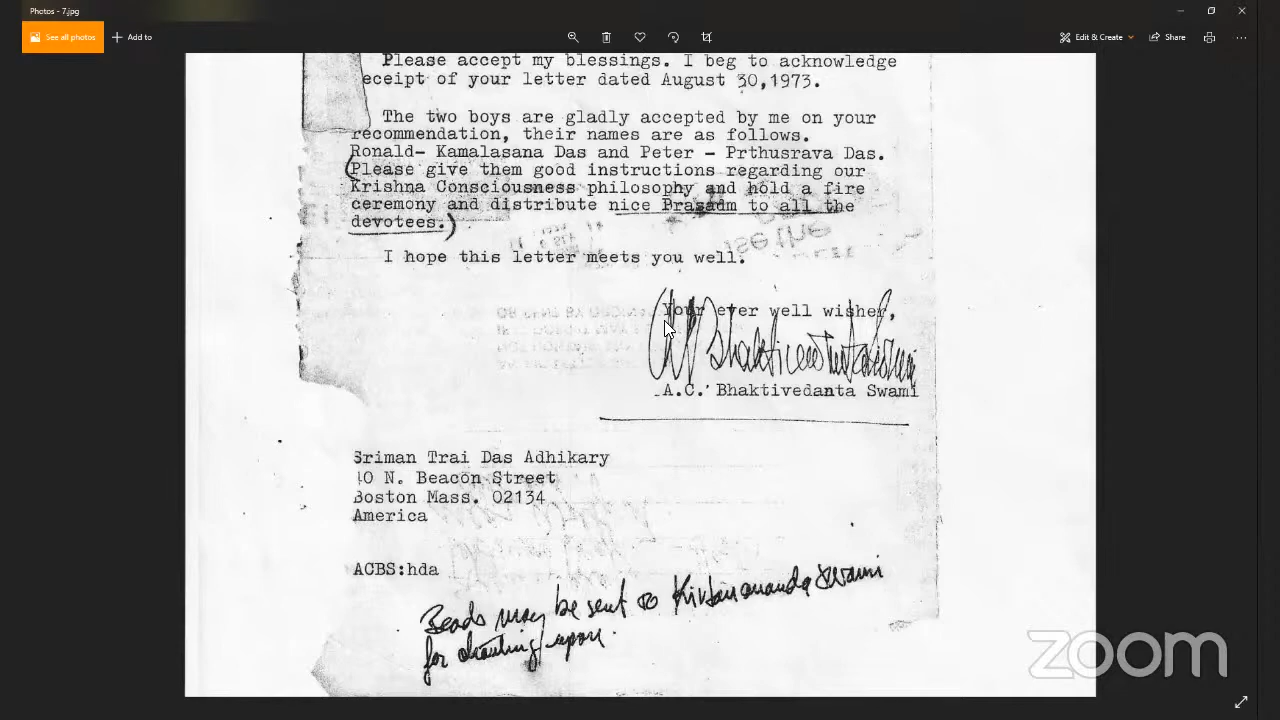 Photos - 7.jpg
See all photos
Add to
Edit & Create
Share
Please accept my blessings. I beg to acknowledge
eceipt of your letter dated August 30,1973.
The two boys are gladly accepted by me on your
recommendation, their names are as follows.
Ronald- Kamalasana Das and Peter - Prthusrava Das.
(Please give them good instructions regarding our
Krishna Consciousness philosophy and hold a fire
ceremony and distribute nice Prasadm to all the
devotees.)
I hope this letter meets you well.
Your ever well wisher,
A.C. Bhaktivedanta Swami
Sriman Trai Das Adhikary
40 N. Beacon Street
Boston Mass. 02134
America
ACBS:hda
Beads may be sent to Kirtanananda Swami
for chanting upon.
zoom